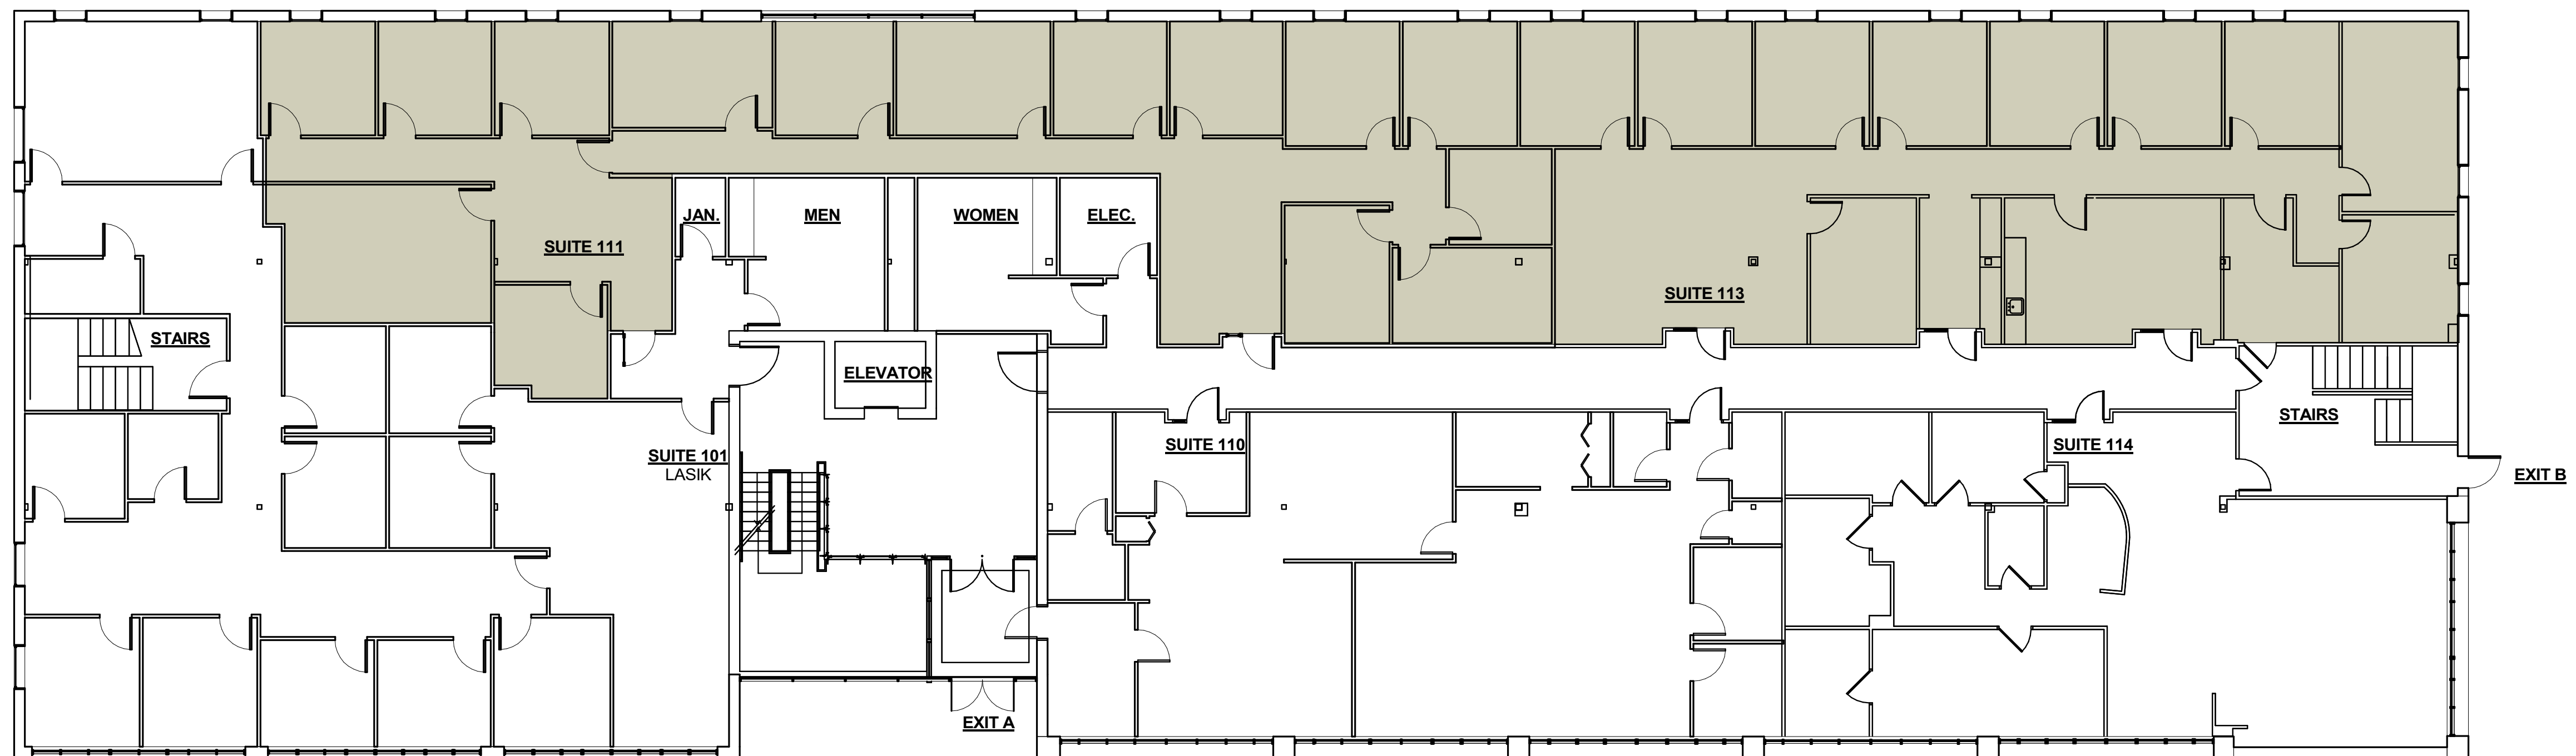 JAN.
MEN
WOMEN
ELEC.
SUITE 111
SUITE 113
STAIRS
ELEVATOR
STAIRS
SUITE 110
SUITE 114
SUITE 101
LASIK
EXIT B
EXIT A